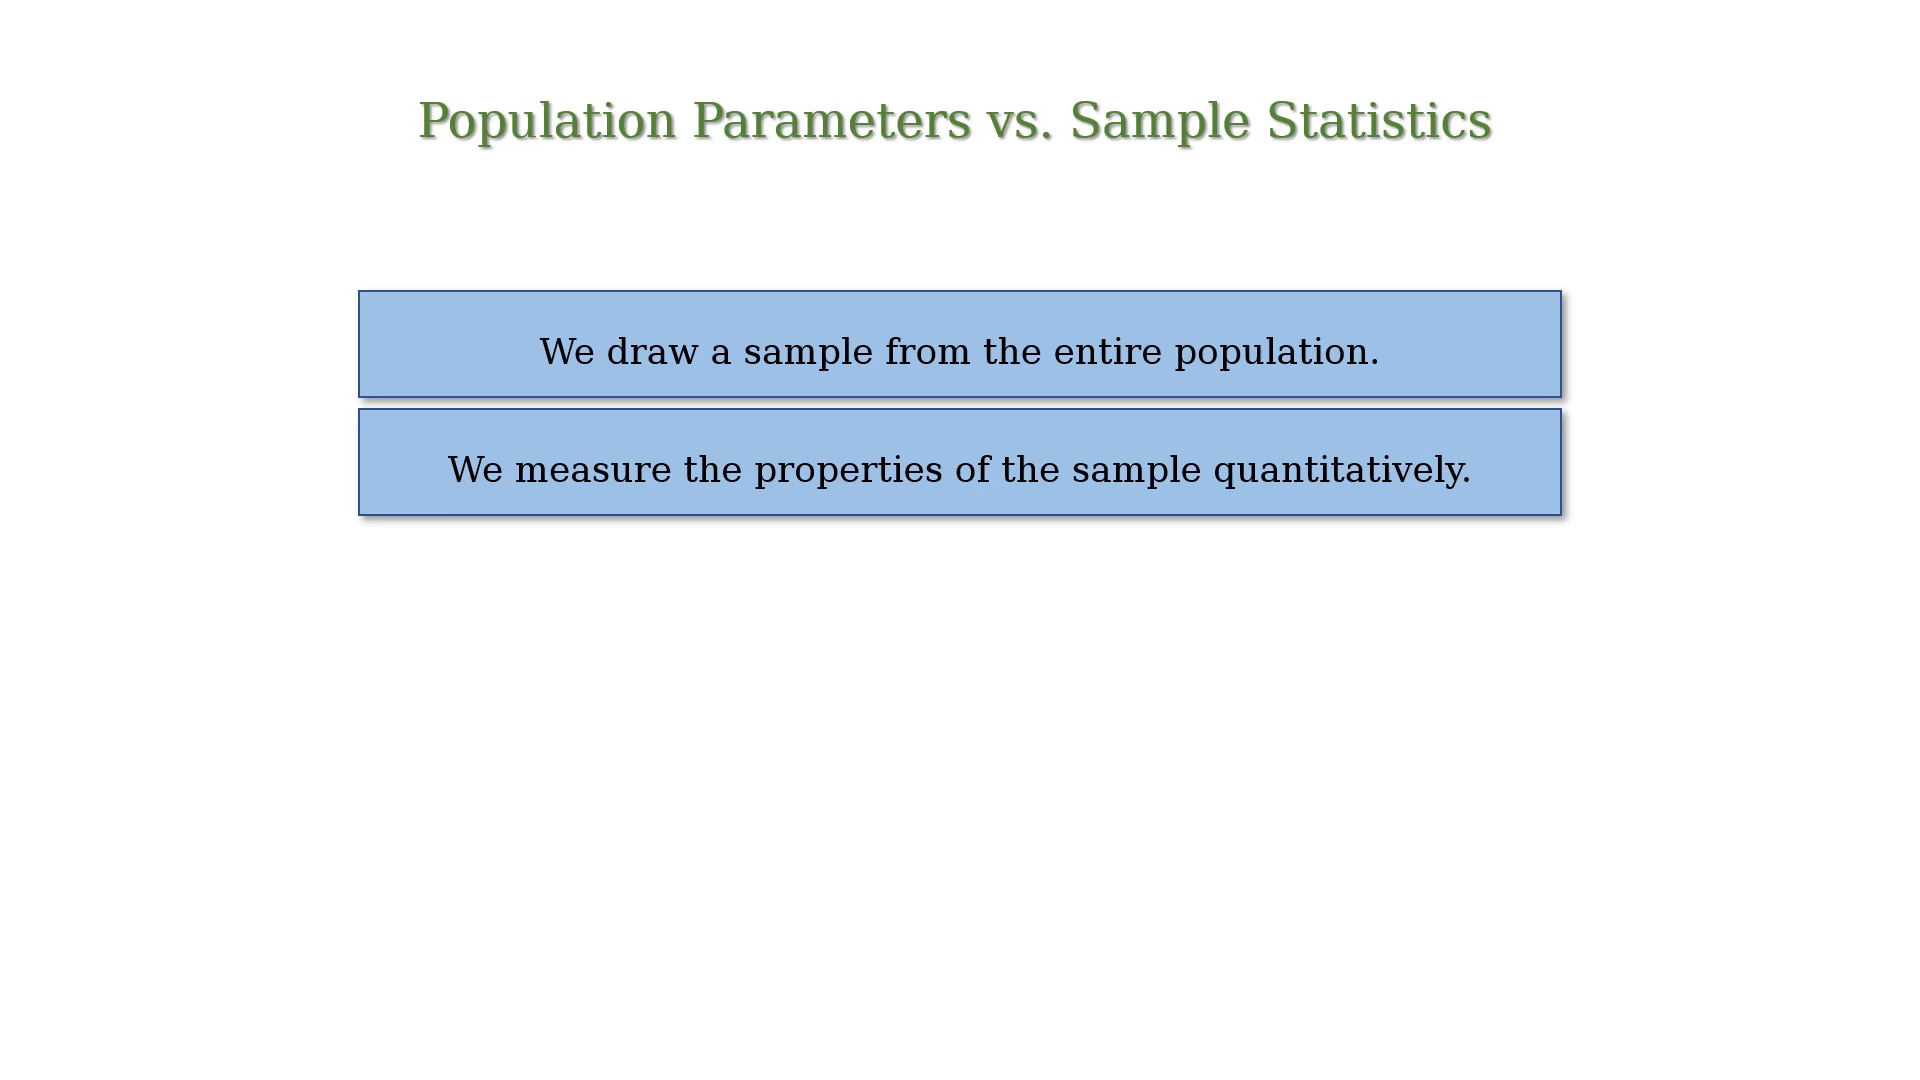 Population Parameters vs. Sample Statistics
We draw a sample from the entire population.
We measure the properties of the sample quantitatively.